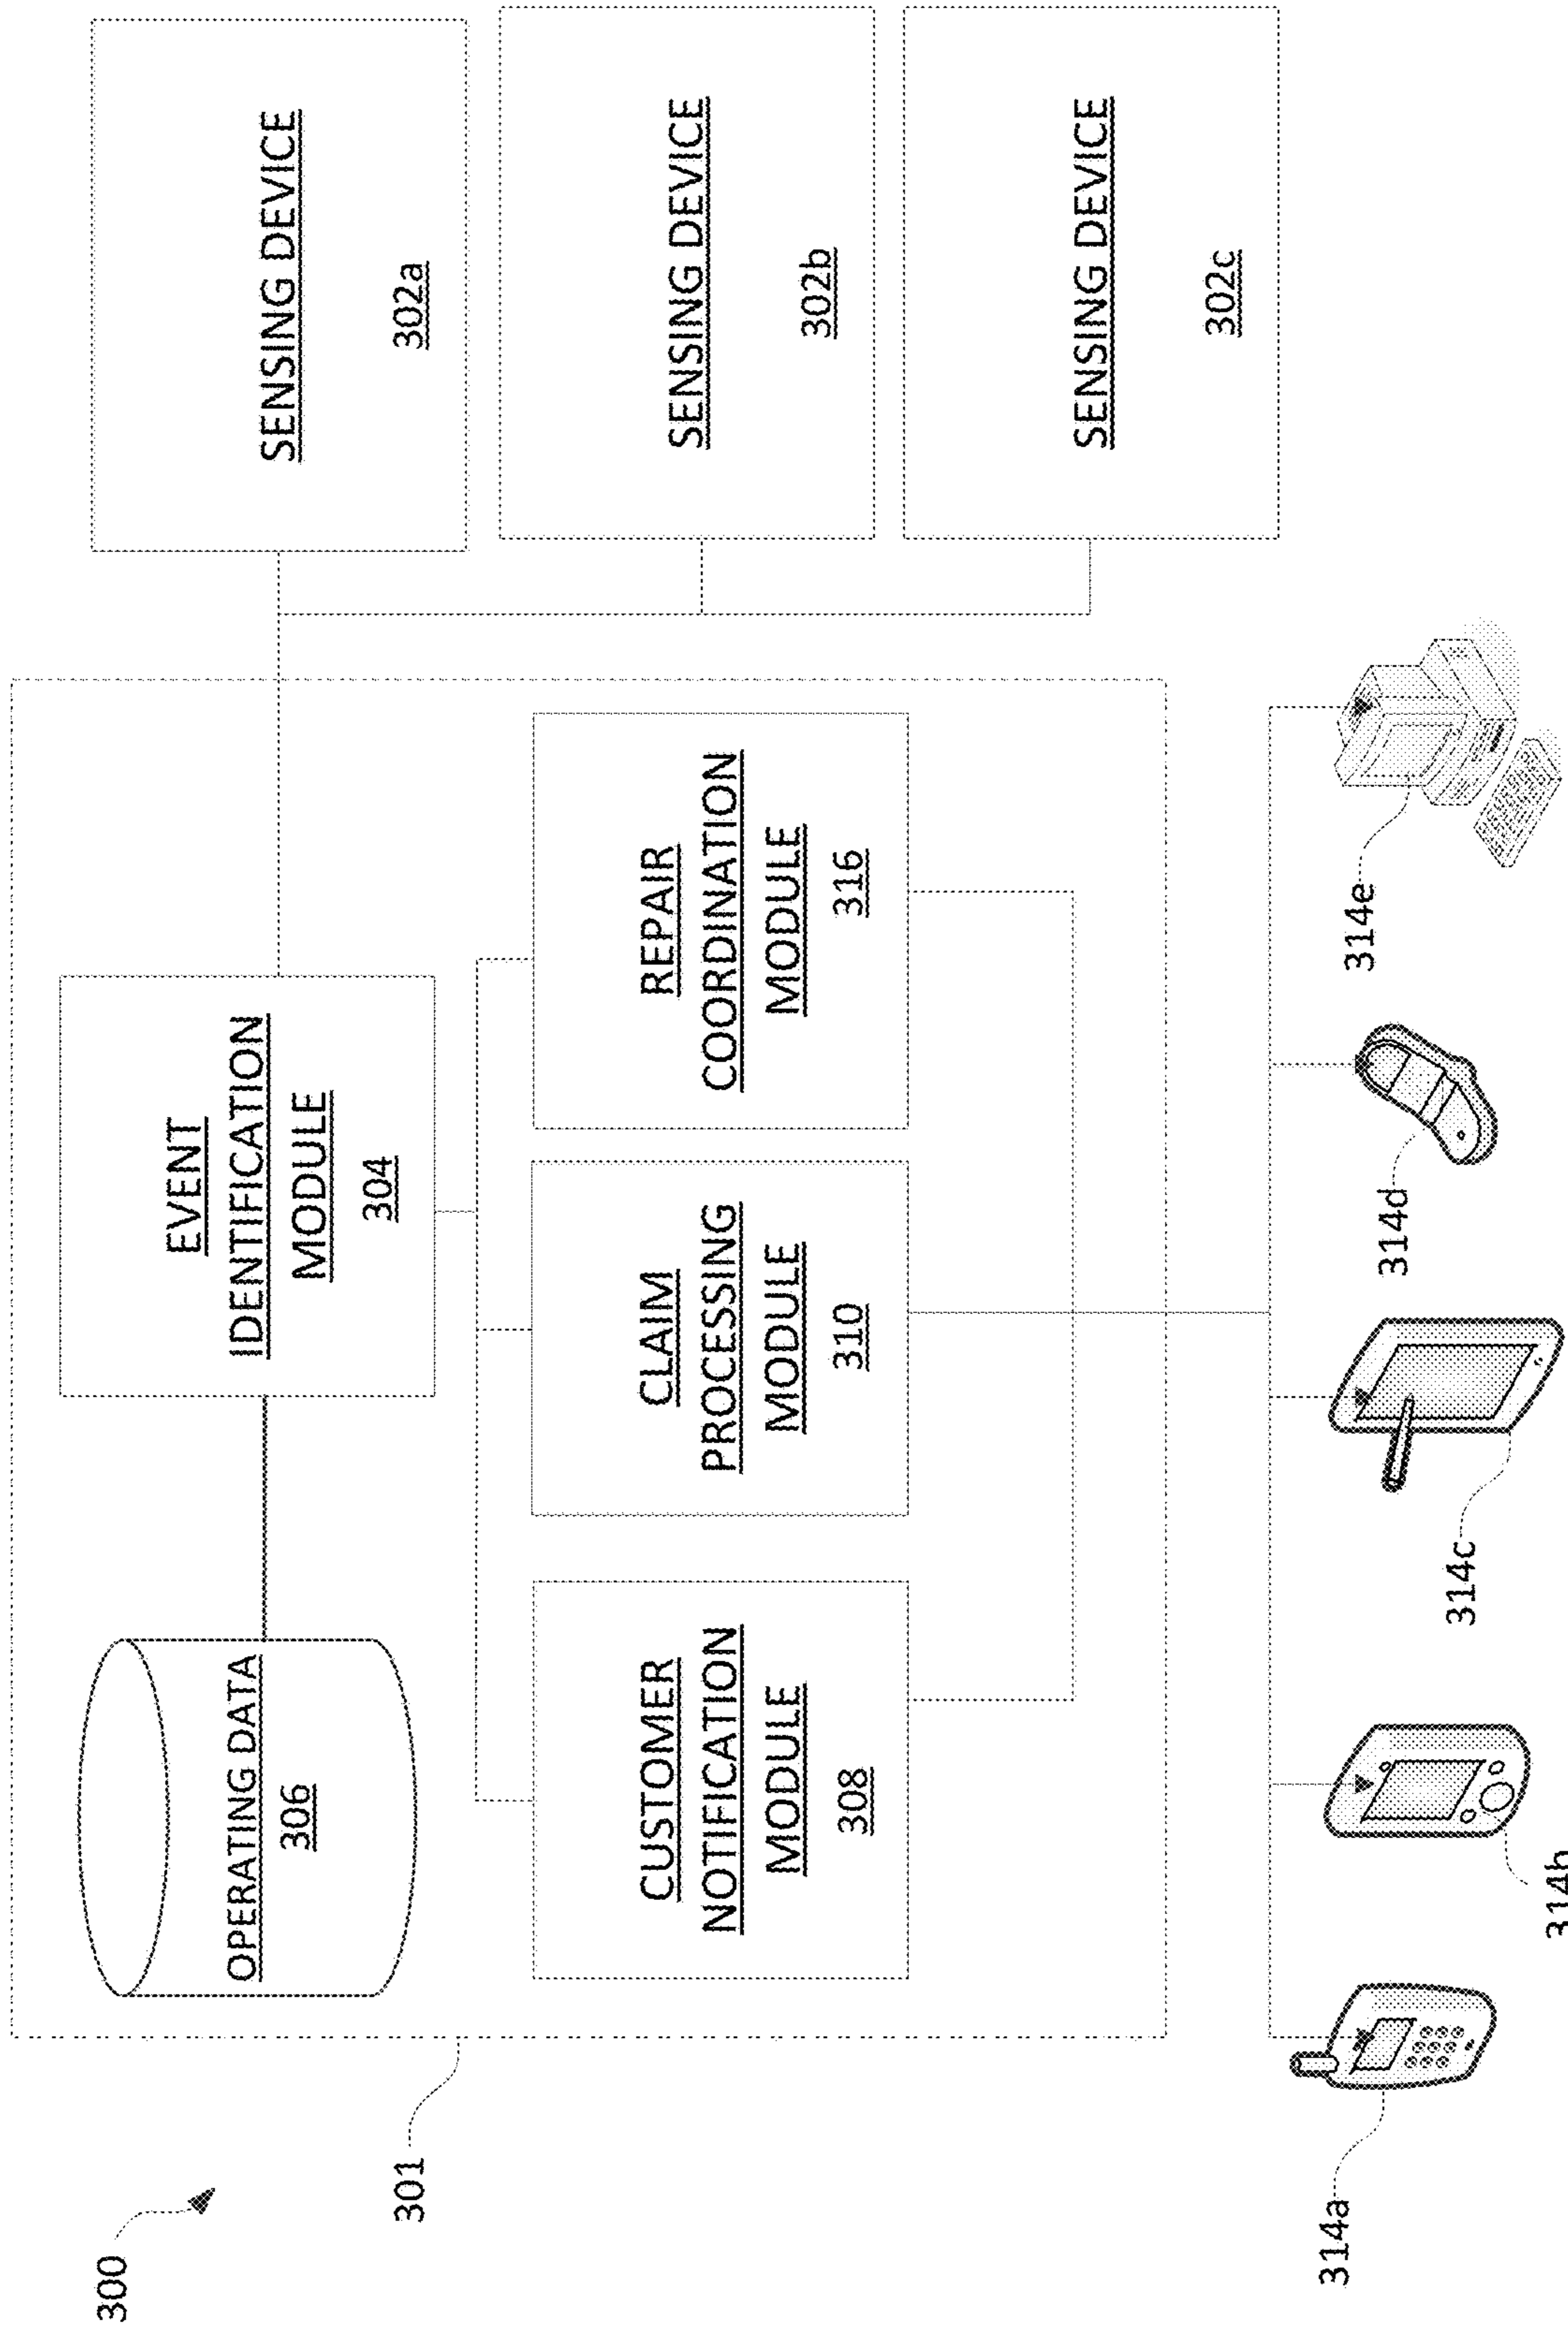 300
301
OPERATING DATA
306
EVENT
IDENTIFICATION
MODULE
304
SENSING DEVICE
302a
CUSTOMER
NOTIFICATION
MODULE
308
CLAIM
PROCESSING
MODULE
310
REPAIR
COORDINATION
MODULE
316
SENSING DEVICE
302b
SENSING DEVICE
302c
314a
314b
314c
314d
314e